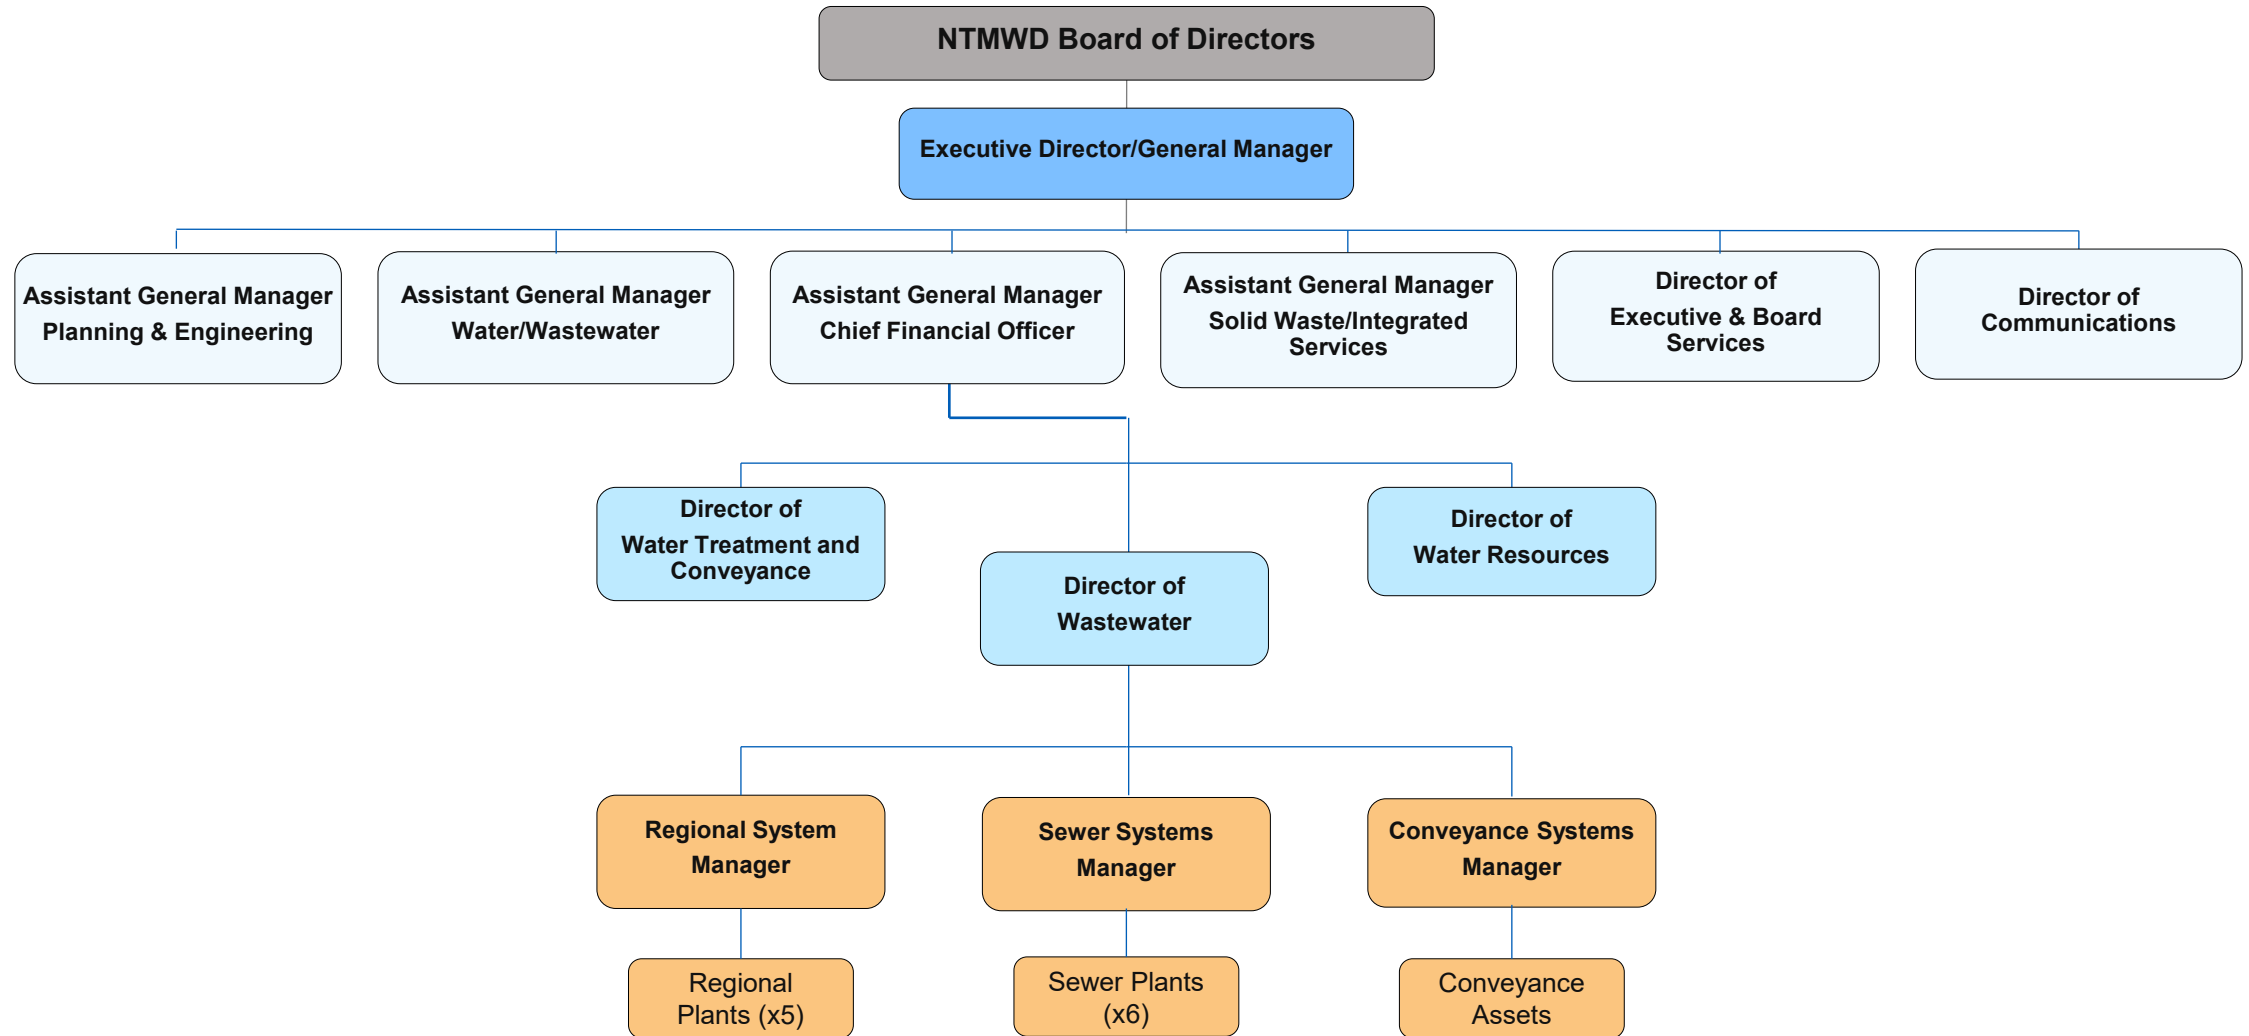 NTMWD Board of Directors
Executive Director/General Manager
Assistant General Manager
Planning & Engineering
Assistant General Manager
Water/Wastewater
Assistant General Manager
Chief Financial Officer
Assistant General Manager
Solid Waste/Integrated
Services
Director of
Executive & Board
Services
Director of
Communications
Director of
Water Treatment and
Conveyance
Director of
Wastewater
Director of
Water Resources
Regional System
Manager
Sewer Systems
Manager
Conveyance Systems
Manager
Regional
Plants (x5)
Sewer Plants
(x6)
Conveyance
Assets